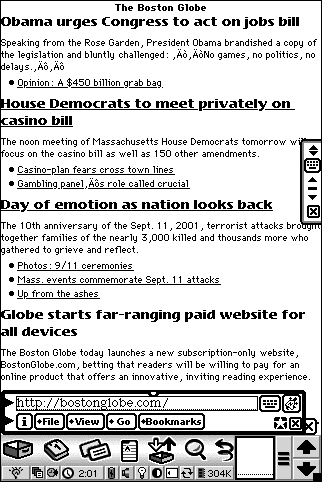 The Boston Globe
Obama urges Congress to act on jobs bill
Speaking from the Rose Garden, President Obama brandished a copy of
the legislation and bluntly challenged: ‚Äò‚ÄòNo games, no politics, no
delays.‚Äô‚Äô
• Opinion: A $450 billion grab bag
House Democrats to meet privately on
casino bill
The noon meeting of Massachusetts House Democrats tomorrow will
focus on the casino bill as well as 150 other amendments.
• Casino-plan fears cross town lines
• Gambling panel‚Äôs role called crucial
Day of emotion as nation looks back
The 10th anniversary of the Sept. 11, 2001, terrorist attacks brought
together families of the nearly 3,000 killed and thousands more who
gathered to grieve and reflect.
• Photos: 9/11 ceremonies
• Mass. events commemorate Sept. 11 attacks
• Up from the ashes
Globe starts far-ranging paid website for
all devices
The Boston Globe today launches a new subscription-only website,
BostonGlobe.com, betting that readers will be willing to pay for an
online product that offers an innovative, inviting reading experience.
http://bostonglobe.com/
i ♦File ♦View ♦Go ♦Bookmarks
2:01 304K